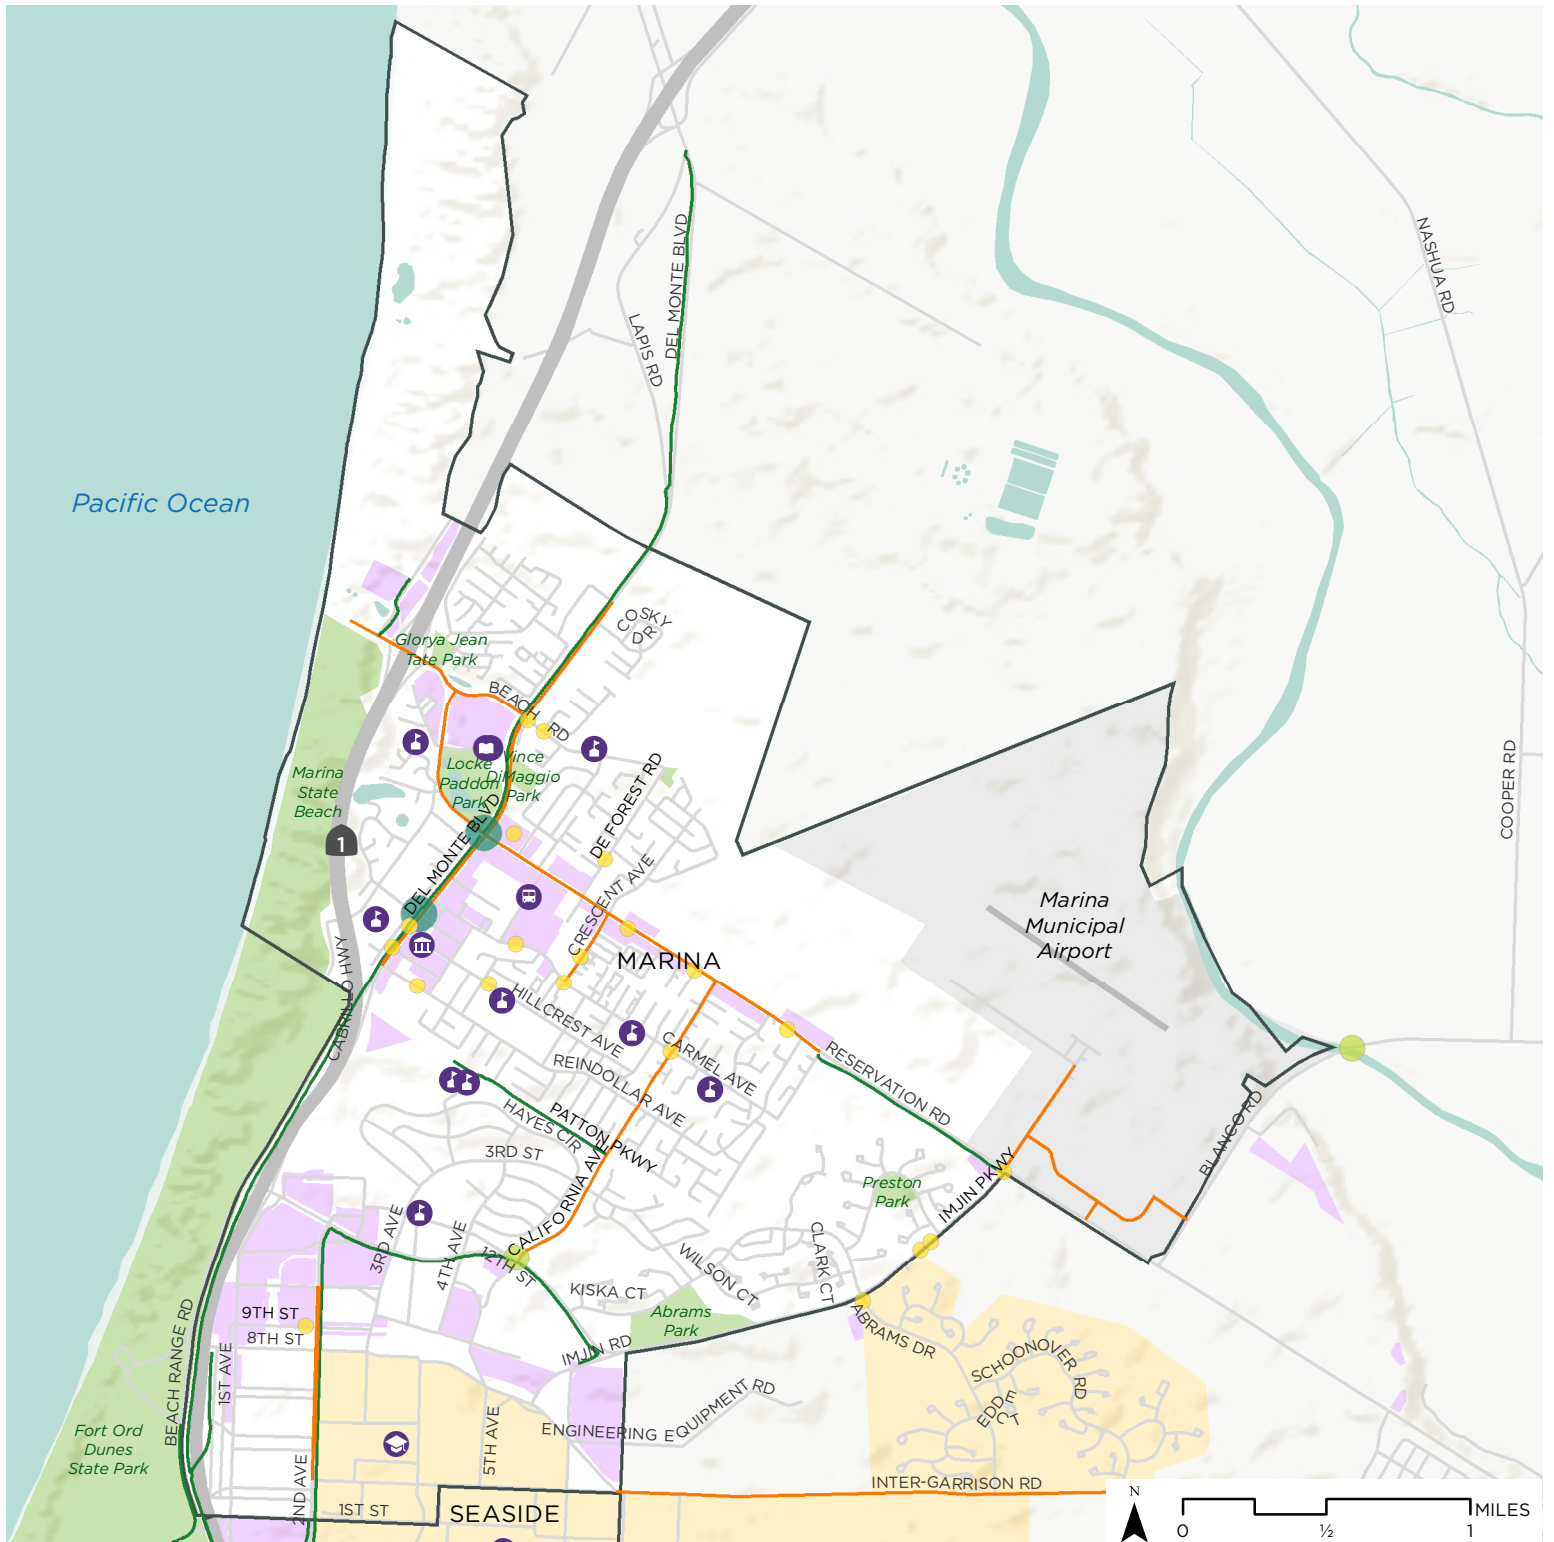 NASHUA RD
DEL MONTE BLVD
LAPIS RD
Pacific Ocean
COSKY
DR
Glorya Jean
Tate Park
BEACH RD
Vince
DiMaggio
Park
Locke
Paddon
Park
Marina
State
Beach
1
DE FOREST RD
COOPER RD
DEL MONTE BLVD
CRESCENT AVE
Marina
Municipal
Airport
MARINA
CABRILLO HWY
HILLCREST AVE
CARMEL AVE
REINDOLLAR AVE
RESERVATION RD
PATTON PKWY
HAYES CIR
BLANCO RD
3RD ST
CALIFORNIA AVE
Preston
Park
IMJIN PKWY
3RD AVE
4TH AVE
12TH ST
WILSON CT
CLARK CT
KISKA CT
Abrams
Park
9TH ST
8TH ST
IMJIN RD
ABRAMS DR
BEACH RANGE RD
1ST AVE
SCHOONOVER RD
EDDE
CT
EQUIPMENT RD
ENGINEERING
Fort Ord
Dunes
State Park
5TH AVE
2ND AVE
INTER-GARRISON RD
1ST ST
SEASIDE
N
MILES
0
½
1